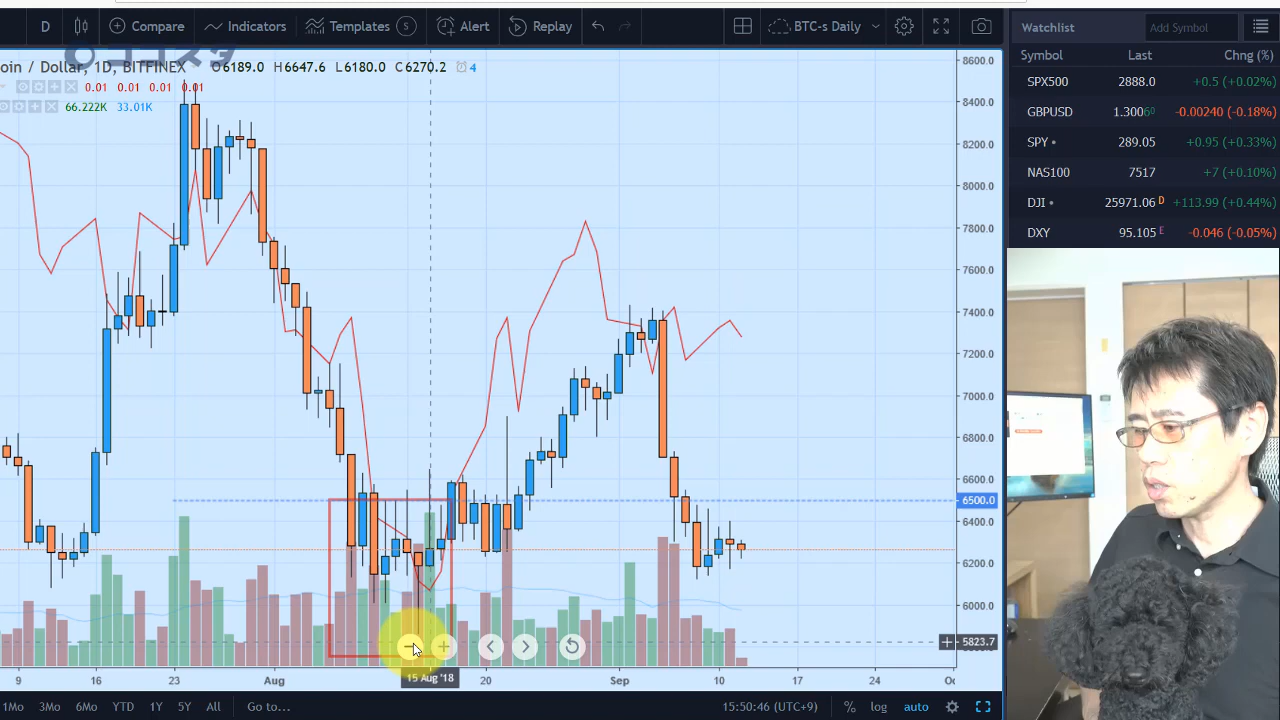 D
Compare
Indicators
Templates
S
Alert
Replay
BTC-s Daily
oin / Dollar, 1D, BITFINEX
O6189.0 H6647.6 L6180.0 C6270.2
4
0.01 0.01 0.01 0.01
66.222K 33.01K
8600.0
8400.0
8200.0
8000.0
7800.0
7600.0
7400.0
7200.0
7000.0
6800.0
6600.0
6500.0
6400.0
6200.0
6000.0
5823.7
9 16 23 Aug 15 Aug '18 20 Sep 10 17 24 Oc
1Mo 3Mo 6Mo YTD 1Y 5Y All Go to...
15:50:46 (UTC+9) % log auto
Watchlist Add Symbol
Symbol Last Chng (%)
SPX500 2888.0 +0.5 (+0.02%)
GBPUSD 1.30060 -0.00240 (-0.18%)
SPY 289.05 +0.95 (+0.33%)
NAS100 7517 +7 (+0.10%)
DJI 25971.06 D +113.99 (+0.44%)
DXY 95.105 E -0.046 (-0.05%)